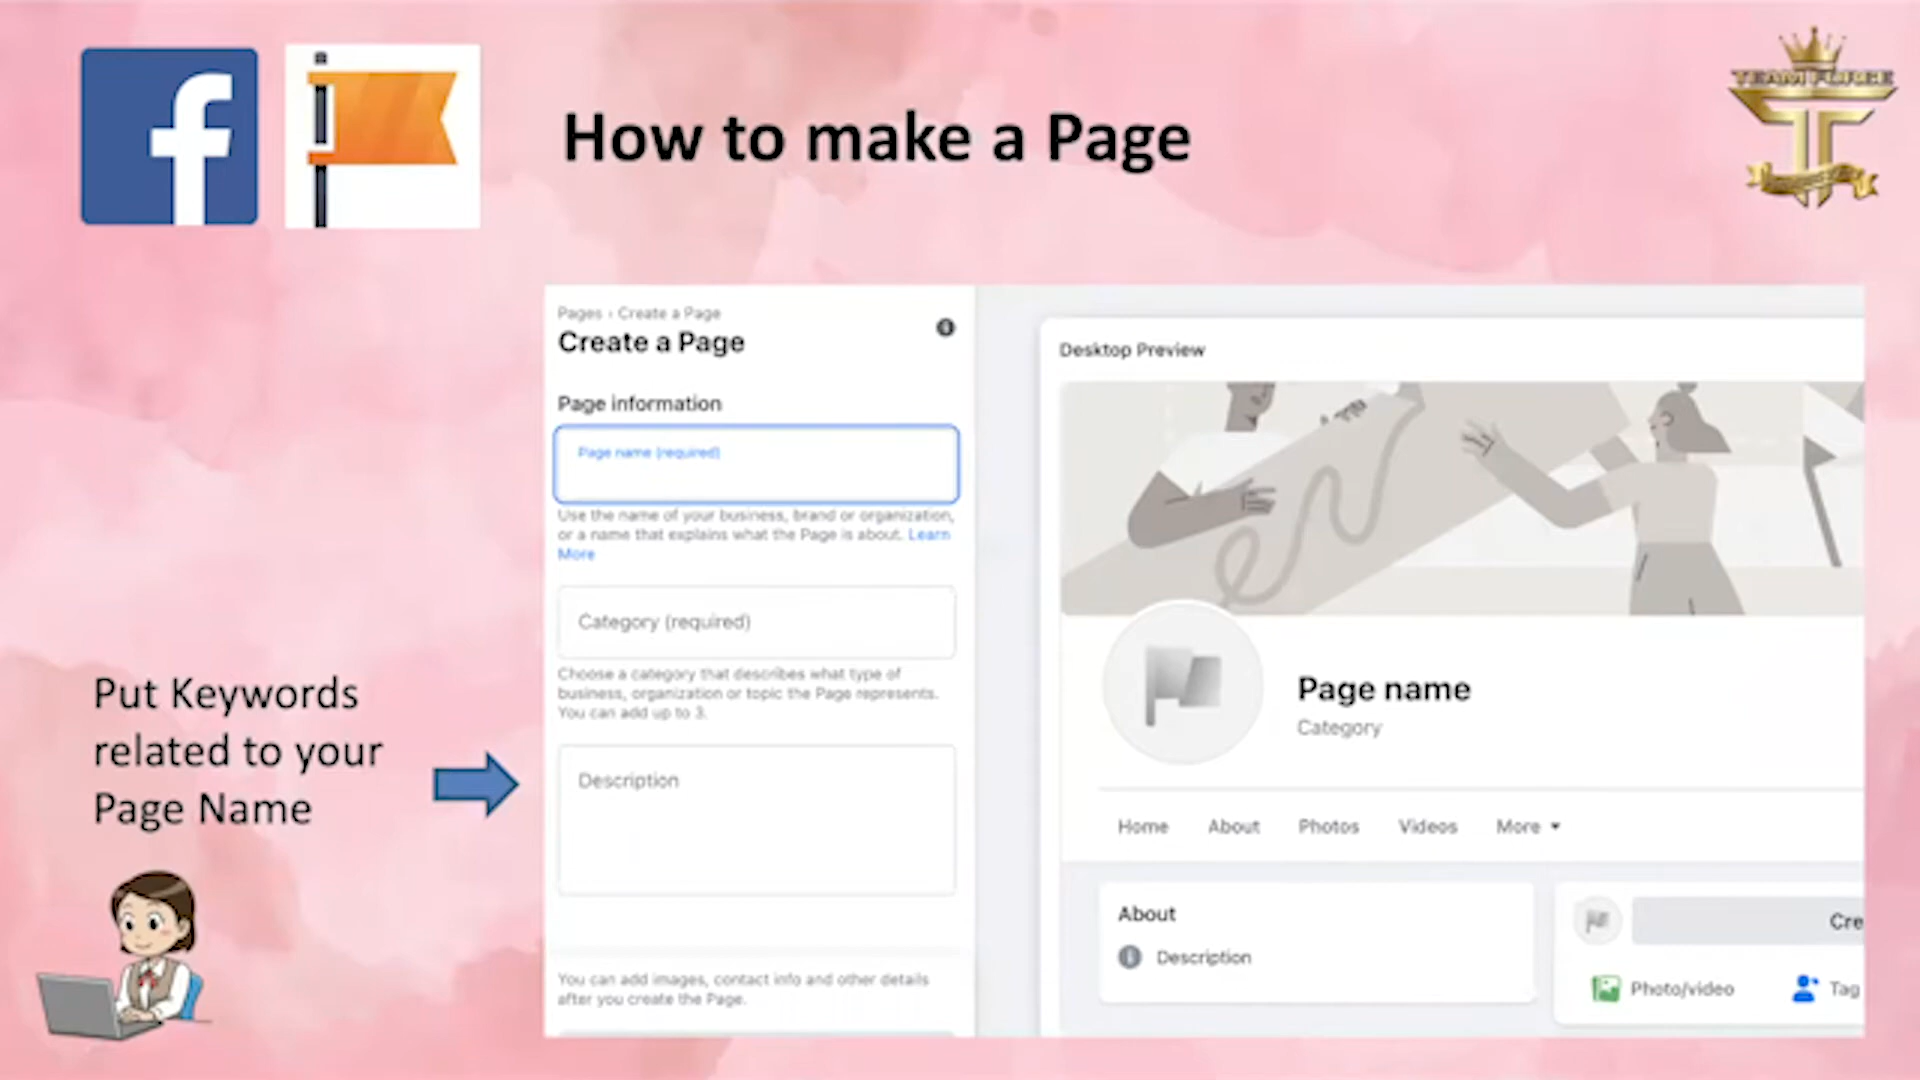 How to make a Page
TEAM FORCE
Pages › Create a Page
Create a Page
Page information
Page name (required)
Use the name of your business, brand or organization,
or a name that explains what the Page is about. Learn
More
Category (required)
Choose a category that describes what type of
business, organization or topic the Page represents.
You can add up to 3.
Description
You can add images, contact info and other details
after you create the Page.
Put Keywords
related to your
Page Name
Desktop Preview
Page name
Category
Home About Photos Videos More
About
Description
Cre
Photo/video Tag